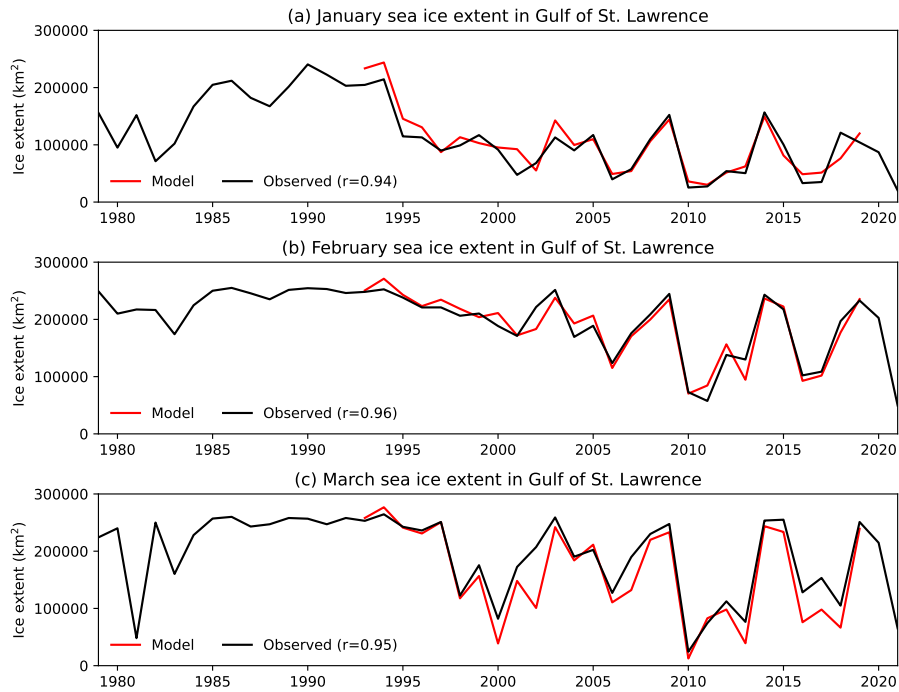 (a) January sea ice extent in Gulf of St. Lawrence
300000
200000
100000
0
Ice extent (km²)
Model
Observed (r=0.94)
1980 1985 1990 1995 2000 2005 2010 2015 2020
(b) February sea ice extent in Gulf of St. Lawrence
300000
200000
100000
0
Ice extent (km²)
Model
Observed (r=0.96)
1980 1985 1990 1995 2000 2005 2010 2015 2020
(c) March sea ice extent in Gulf of St. Lawrence
300000
200000
100000
0
Ice extent (km²)
Model
Observed (r=0.95)
1980 1985 1990 1995 2000 2005 2010 2015 2020